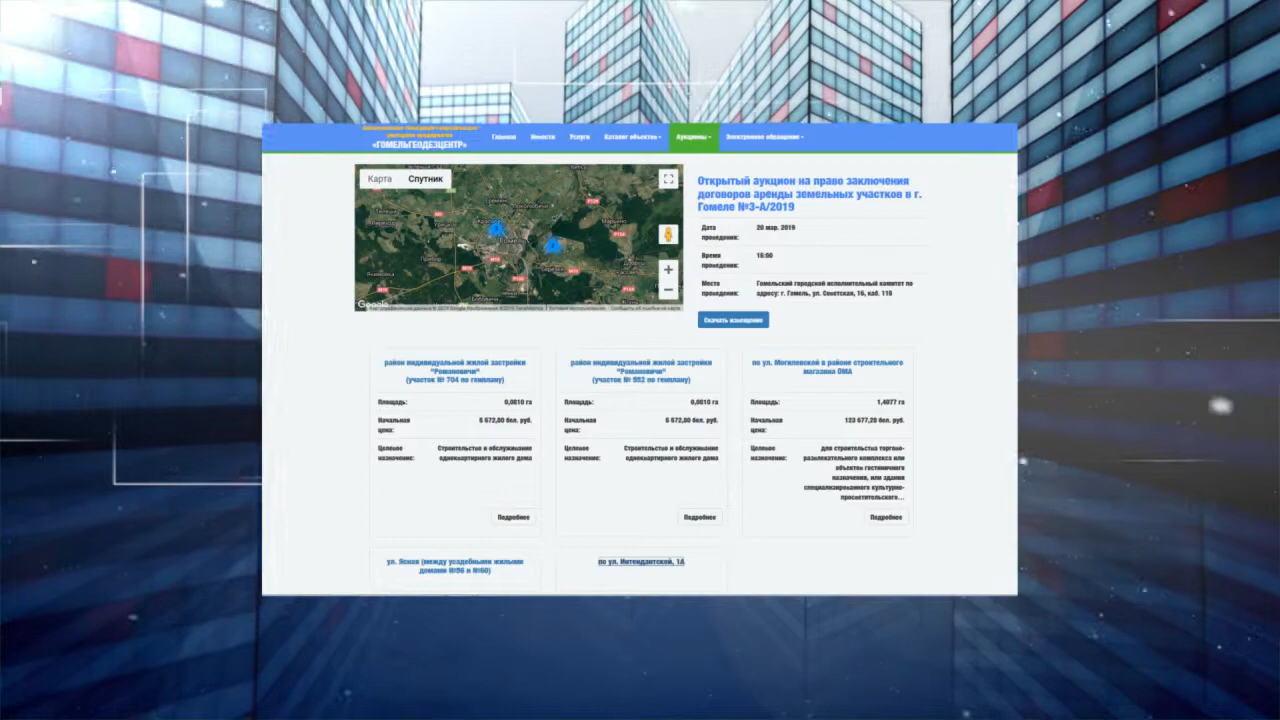 «ГОМЕЛЬГЕОДЕЗЦЕНТР»
Главная Новости Услуги Каталог объектов Аукционы Электронное обращение
Карта Спутник
Google
Открытый аукцион на право заключения
договоров аренды земельных участков в г.
Гомеле №3-А/2019
Дата
проведения:
20 мар. 2019
Время
проведения:
15:00
Место
проведения:
Гомельский городской исполнительный комитет по
адресу: г. Гомель, ул. Советская, 16, каб. 118
Скачать извещение
район индивидуальной жилой застройки
"Романовичи"
(участок № 704 по генплану)
Площадь: 0,0810 га
Начальная
цена:
6 672,00 бел. руб.
Целевое
назначение:
Строительство и обслуживание
одноквартирного жилого дома
Подробнее
район индивидуальной жилой застройки
"Романовичи"
(участок № 552 по генплану)
Площадь: 0,0810 га
Начальная
цена:
6 672,00 бел. руб.
Целевое
назначение:
Строительство и обслуживание
одноквартирного жилого дома
Подробнее
по ул. Могилевской в районе строительного
магазина ОМА
Площадь: 1,4077 га
Начальная
цена:
123 677,20 бел. руб.
Целевое
назначение:
для строительства торгово-
развлекательного комплекса или
объектов гостиничного
назначения, или здания
специализированного культурно-
просветительского...
Подробнее
ул. Ясная (между усадебными жилыми
домами №56 и №60)
по ул. Интендантской, 1А